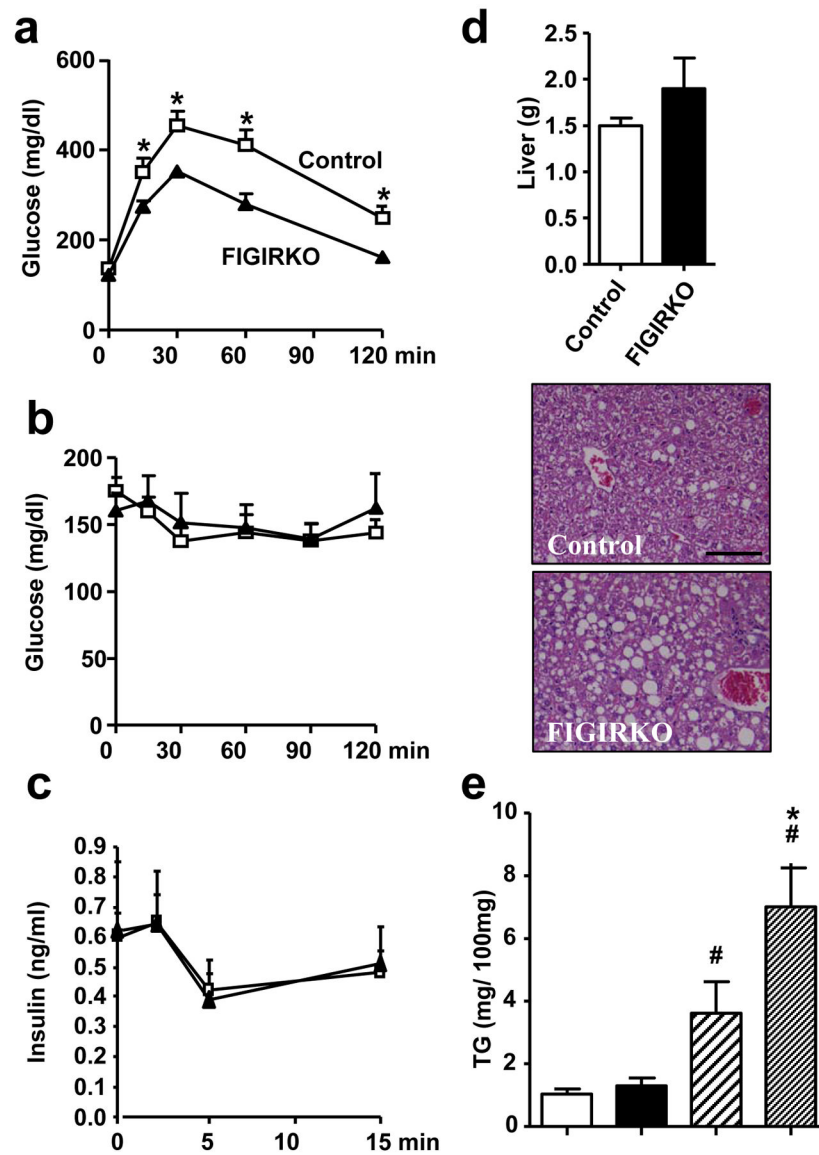 a
Glucose (mg/dl)
600
400
200
0
* * * *
Control
FIGIRKO
0 30 60 90 120 min
b
Glucose (mg/dl)
200
150
100
50
0
0 30 60 90 120 min
c
Insulin (ng/ml)
0.9
0.8
0.7
0.6
0.5
0.4
0.3
0.2
0.1
0.0
0 5 10 15 min
d
Liver (g)
2.5
2.0
1.5
1.0
0.5
0.0
Control
FIGIRKO
Control
FIGIRKO
e
TG (mg/ 100mg)
10
8
6
4
2
0
#
*
#